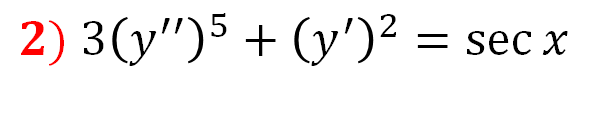 2) 3(y'')⁵ + (y')² = sec x